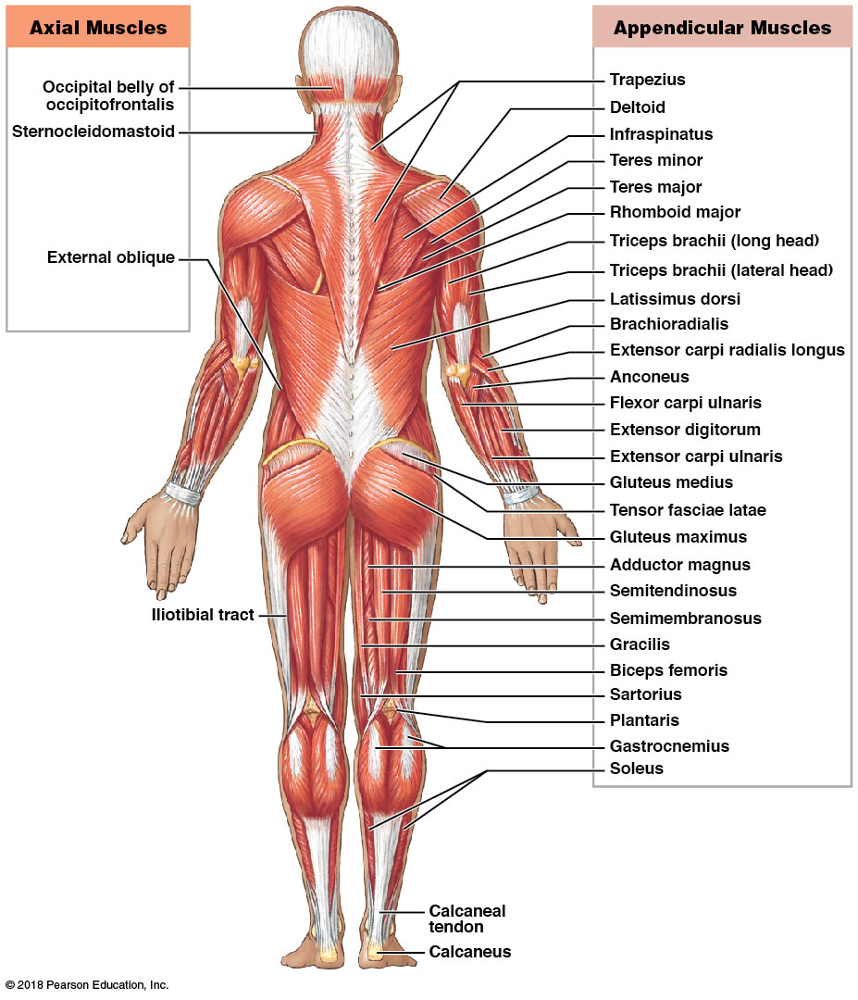 Axial Muscles
Occipital belly of
occipitofrontalis
Sternocleidomastoid
External oblique
Appendicular Muscles
Trapezius
Deltoid
Infraspinatus
Teres minor
Teres major
Rhomboid major
Triceps brachii (long head)
Triceps brachii (lateral head)
Latissimus dorsi
Brachioradialis
Extensor carpi radialis longus
Anconeus
Flexor carpi ulnaris
Extensor digitorum
Extensor carpi ulnaris
Gluteus medius
Tensor fasciae latae
Gluteus maximus
Adductor magnus
Semitendinosus
Semimembranosus
Gracilis
Biceps femoris
Sartorius
Plantaris
Gastrocnemius
Soleus
Iliotibial tract
Calcaneal
tendon
Calcaneus
© 2018 Pearson Education, Inc.